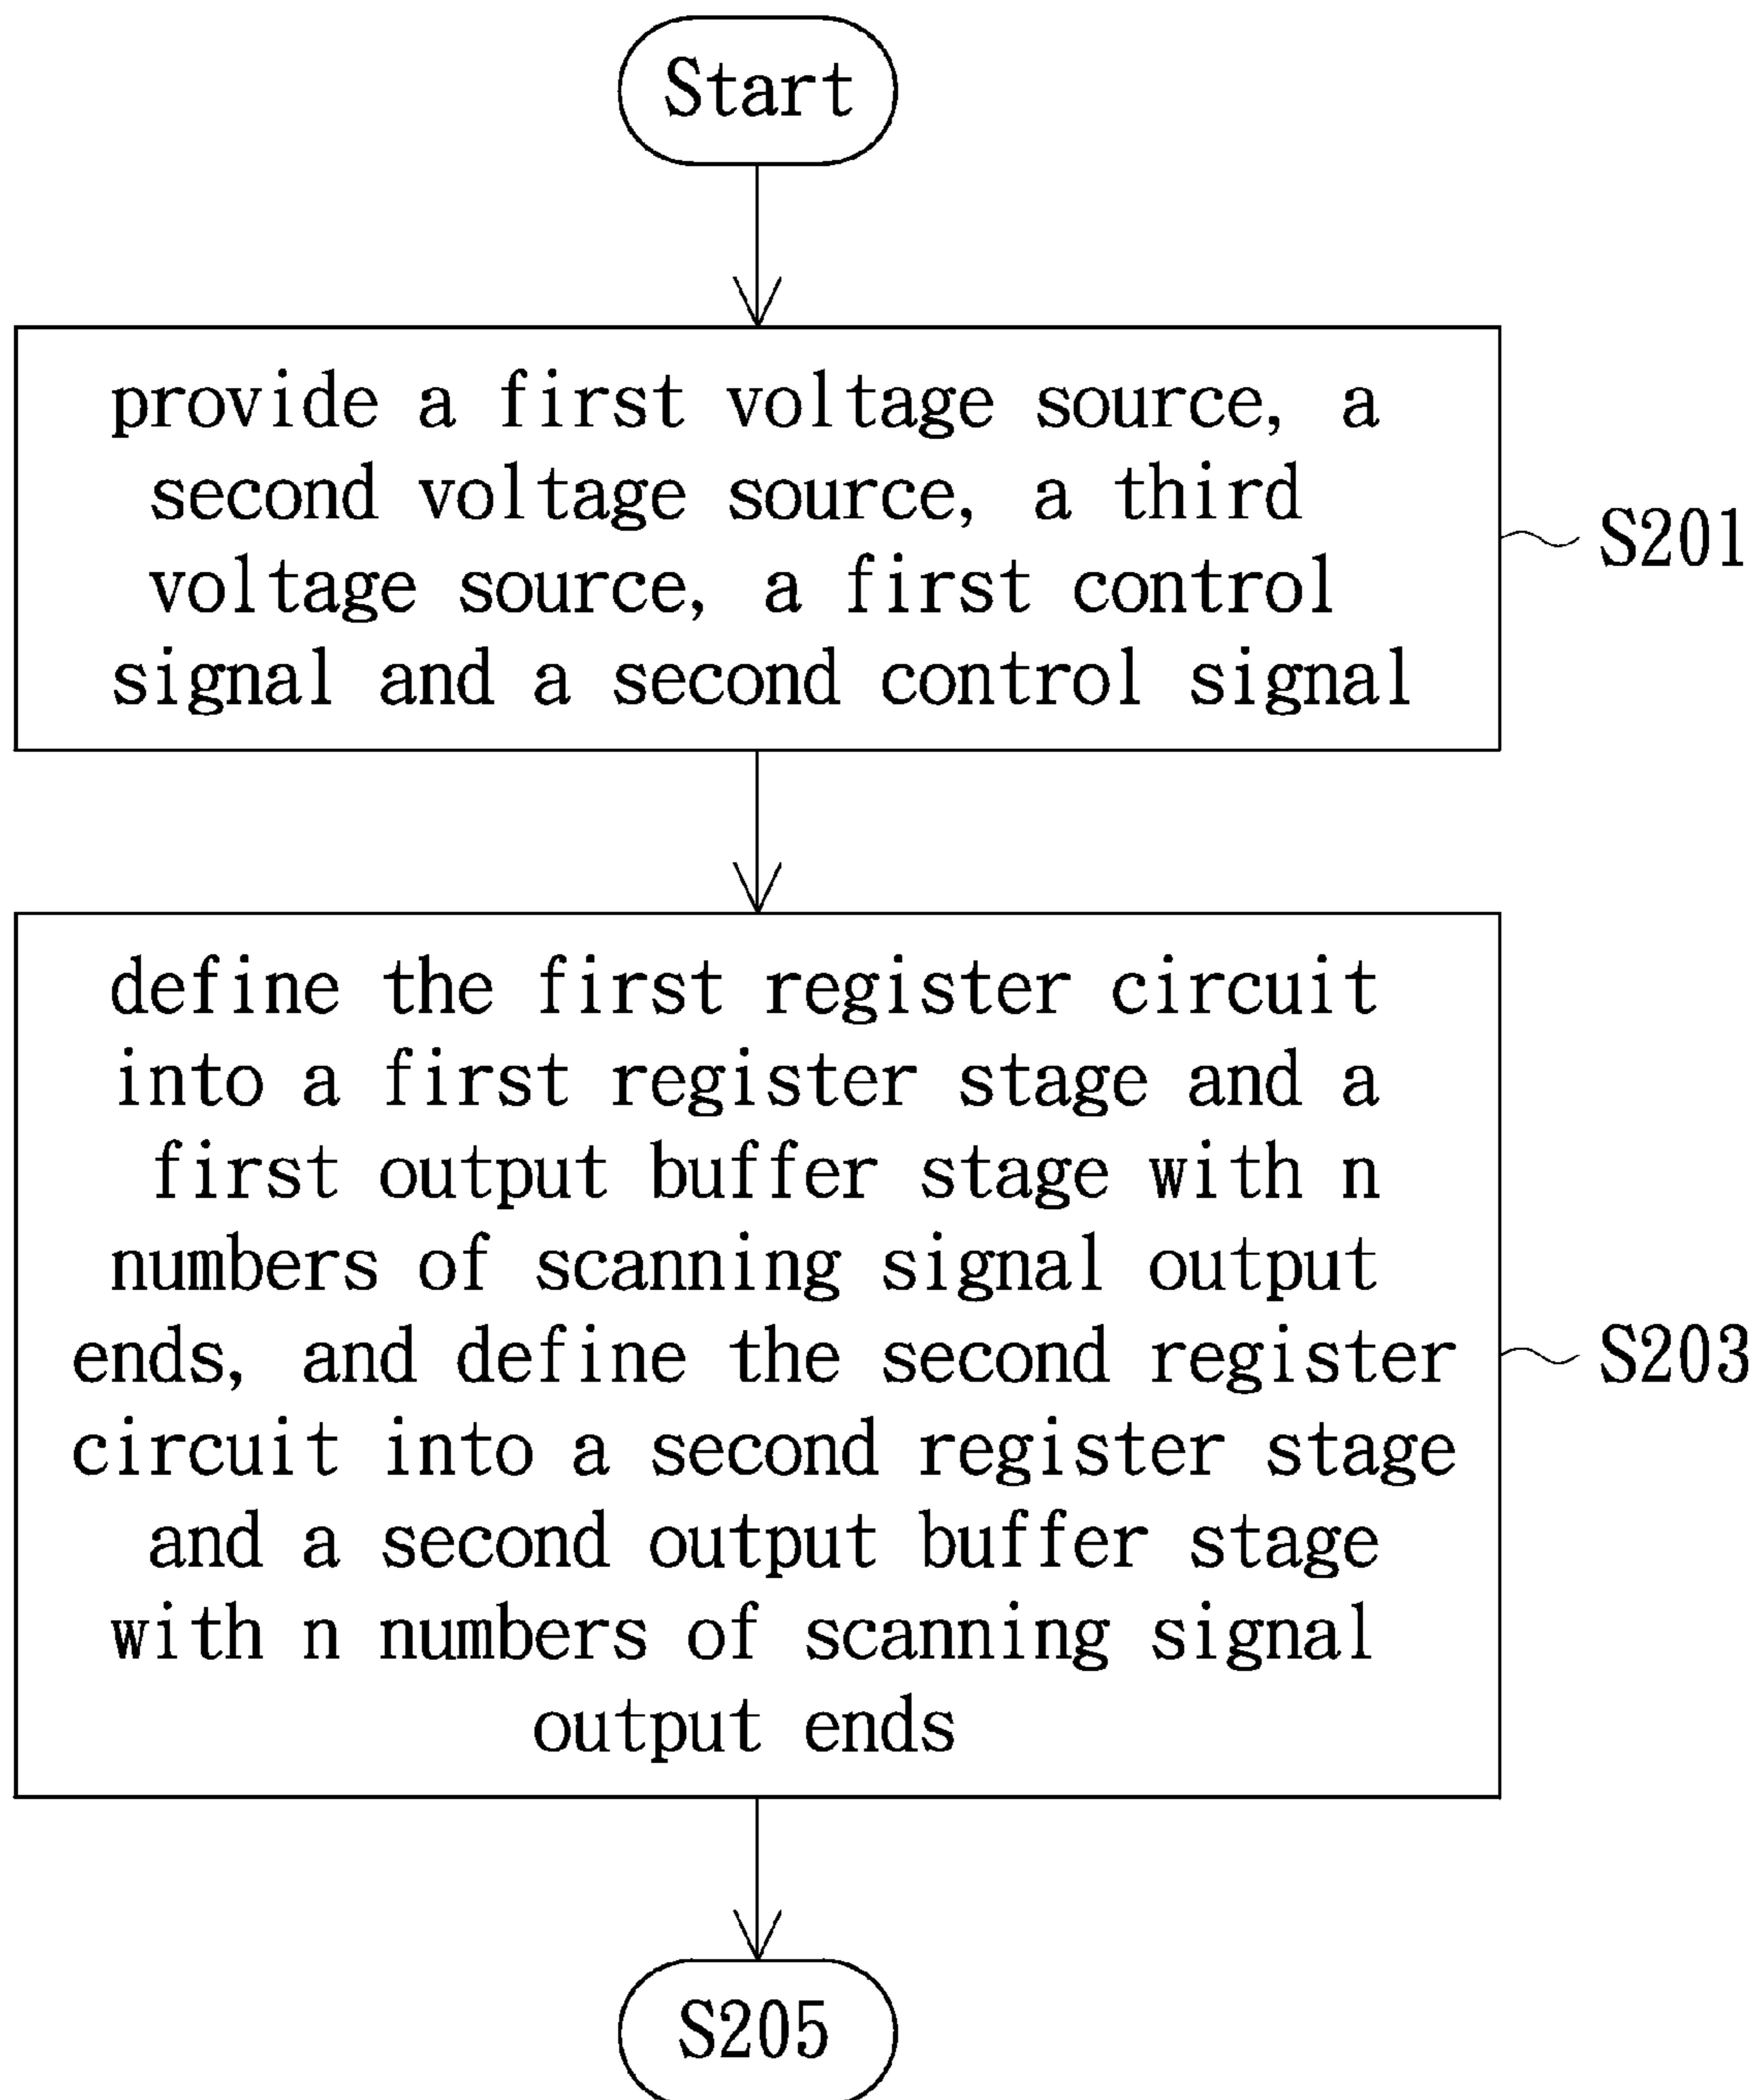 Start
provide a first voltage source, a
second voltage source, a third
voltage source, a first control
signal and a second control signal
S201
define the first register circuit
into a first register stage and a
first output buffer stage with n
numbers of scanning signal output
ends, and define the second register
circuit into a second register stage
and a second output buffer stage
with n numbers of scanning signal
output ends
S203
S205